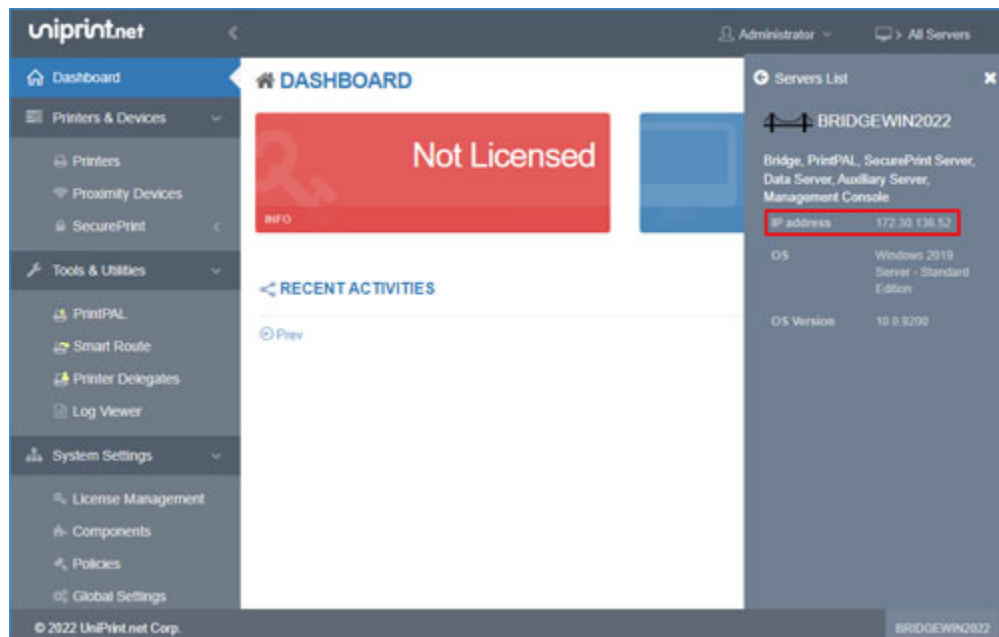 uniprint.net
Administrator
> All Servers
Dashboard
Printers & Devices
Printers
Proximity Devices
SecurePrint
Tools & Utilities
PrintPAL
Smart Route
Printer Delegates
Log Viewer
System Settings
License Management
Components
Policies
Global Settings
DASHBOARD
Not Licensed
INFO
RECENT ACTIVITIES
Prev
Servers List
BRIDGEWIN2022
Bridge, PrintPAL, SecurePrint Server,
Data Server, Auxiliary Server,
Management Console
IP address 172.30.136.52
OS Windows 2019
Server - Standard
Edition
OS Version 10.0.9200
© 2022 UniPrint.net Corp.
BRIDGEWIN2022